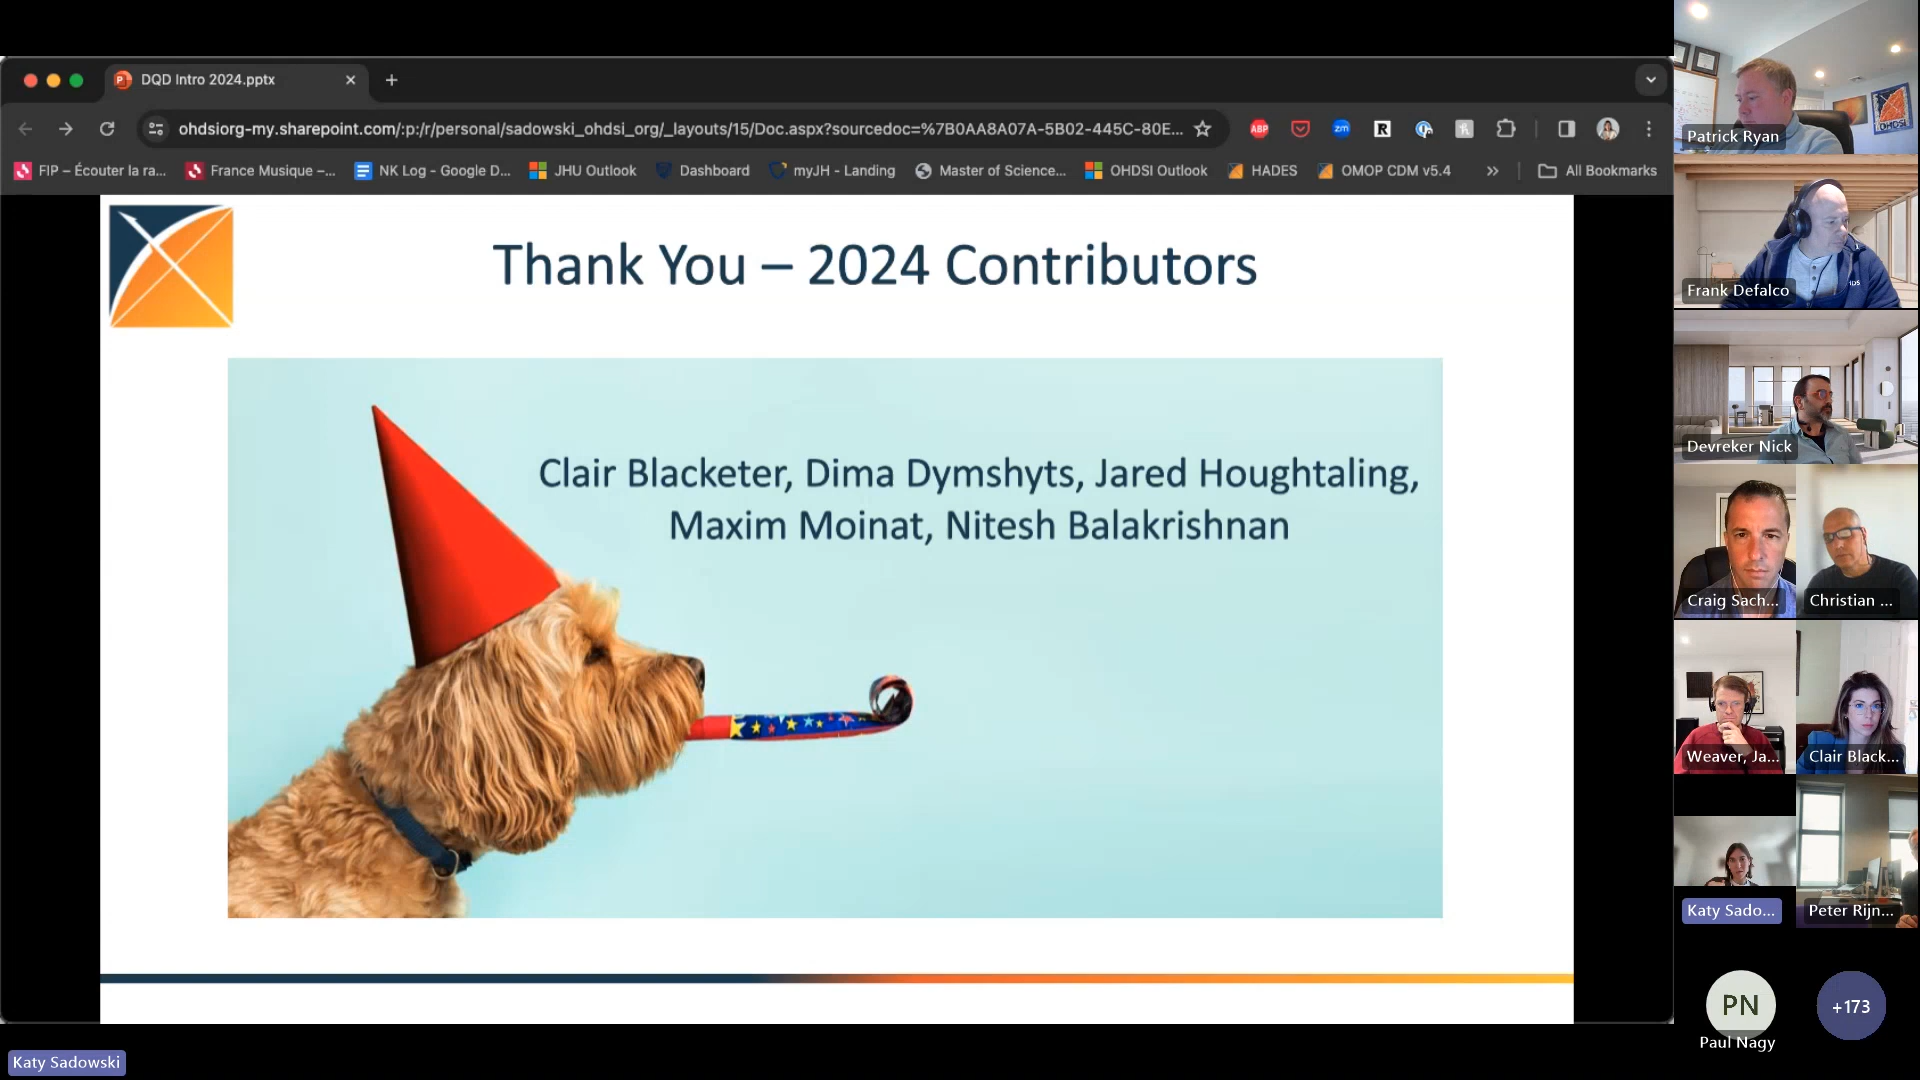 DQD Intro 2024.pptx
ohdsiorg-my.sharepoint.com/:p:/r/personal/sadowski_ohdsi_org/_layouts/15/Doc.aspx?sourcedoc=%7B0AA8A07A-5B02-445C-80E...
ABP
zm
R
FIP – Écouter la ra...
France Musique –...
NK Log - Google D...
JHU Outlook
Dashboard
myJH - Landing
Master of Science...
OHDSI Outlook
HADES
OMOP CDM v5.4
All Bookmarks
Thank You – 2024 Contributors
Clair Blacketer, Dima Dymshyts, Jared Houghtaling,
Maxim Moinat, Nitesh Balakrishnan
OHDSI
Patrick Ryan
Frank Defalco
Devreker Nick
Craig Sach...
Christian ...
Weaver, Ja...
Clair Black...
Katy Sado...
Peter Rijn...
PN
+173
Paul Nagy
Katy Sadowski